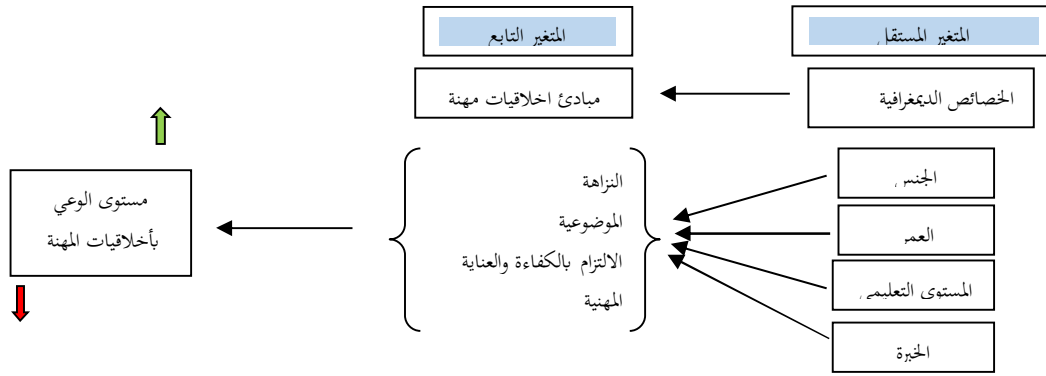 المتغير المستقل
المتغير التابع
الخصائص الديمغرافية
مبادئ اخلاقيات مهنة
الجنس
العمر
المستوى التعليمي
الخبرة
النزاهة
الموضوعية
الالتزام بالكفاءة والعناية
المهنية
مستوى الوعي
بأخلاقيات المهنة